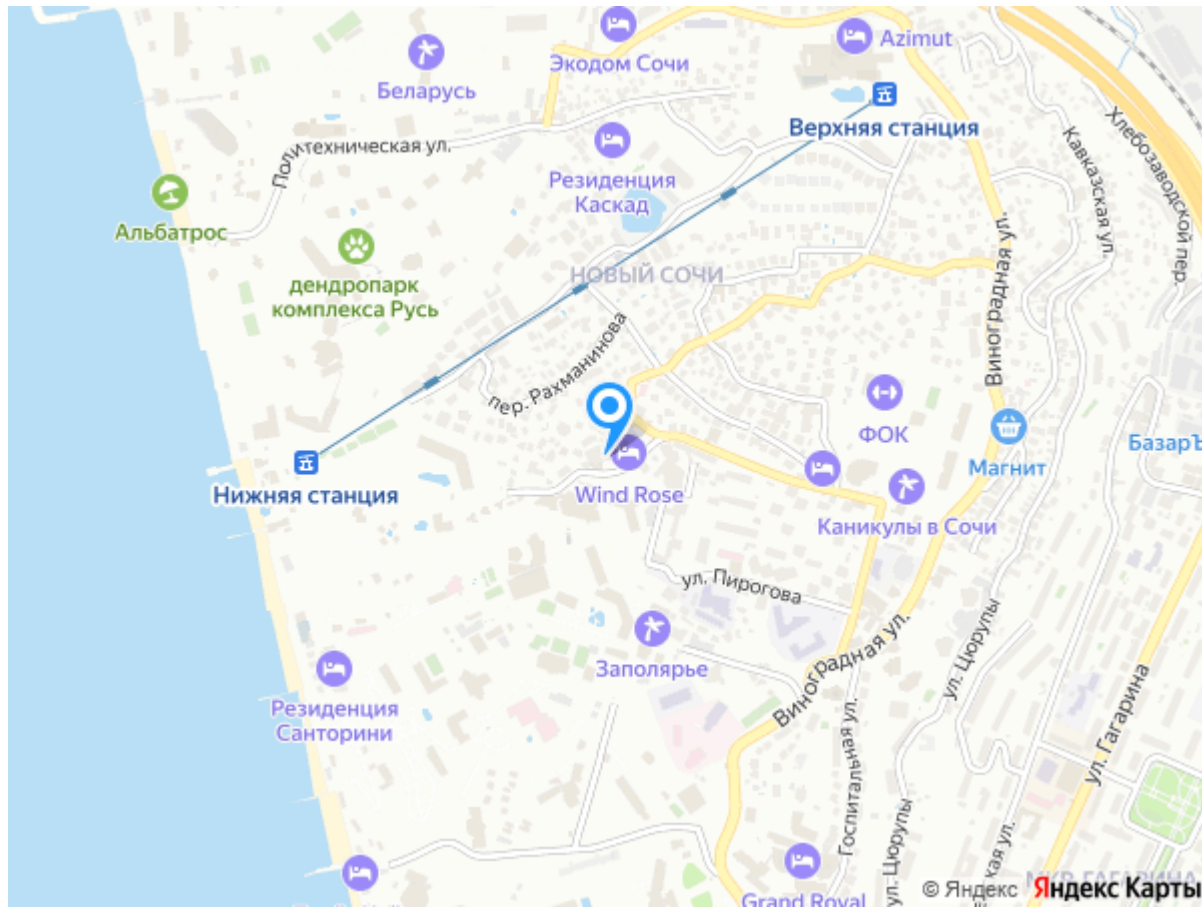 Azimut
Экодом Сочи
Беларусь
Верхняя станция
Хлебозаводской пер.
Политехническая ул.
Кавказская ул.
Резиденция
Каскад
Альбатрос
Виноградная ул.
дендропарк
комплекса Русь
НОВЫЙ СОЧИ
пер. Рахманинова
ФОК
БазарЪ
Магнит
Нижняя станция
Wind Rose
Каникулы в Сочи
ул. Пирогова
ул. Цюрупы
Виноградная ул.
Заполярье
Резиденция
Санторини
ул. Гагарина
Госпитальная ул.
ул. Цюрупы
МКР. ГАГАРИНА
Grand Royal
© Яндекс Яндекс Карты